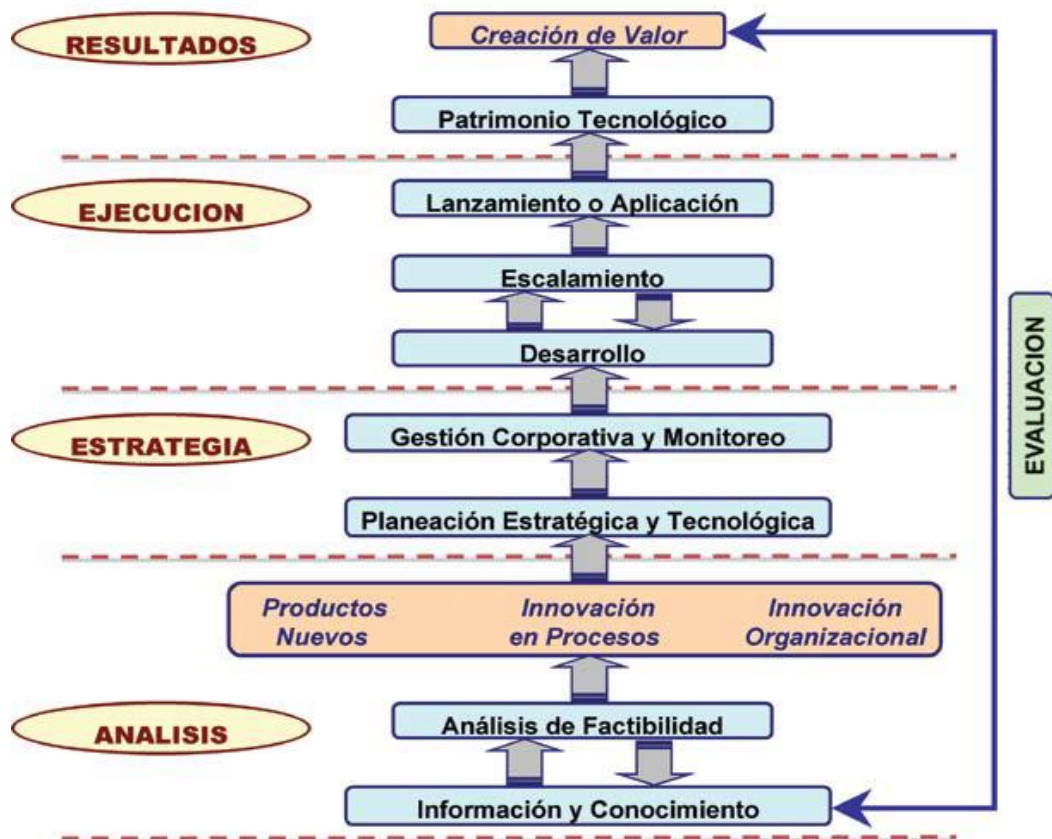 RESULTADOS
Creación de Valor
Patrimonio Tecnológico
EJECUCION
Lanzamiento o Aplicación
Escalamiento
Desarrollo
ESTRATEGIA
Gestión Corporativa y Monitoreo
Planeación Estratégica y Tecnológica
Productos
Nuevos
Innovación
en Procesos
Innovación
Organizacional
ANALISIS
Análisis de Factibilidad
Información y Conocimiento
EVALUACION